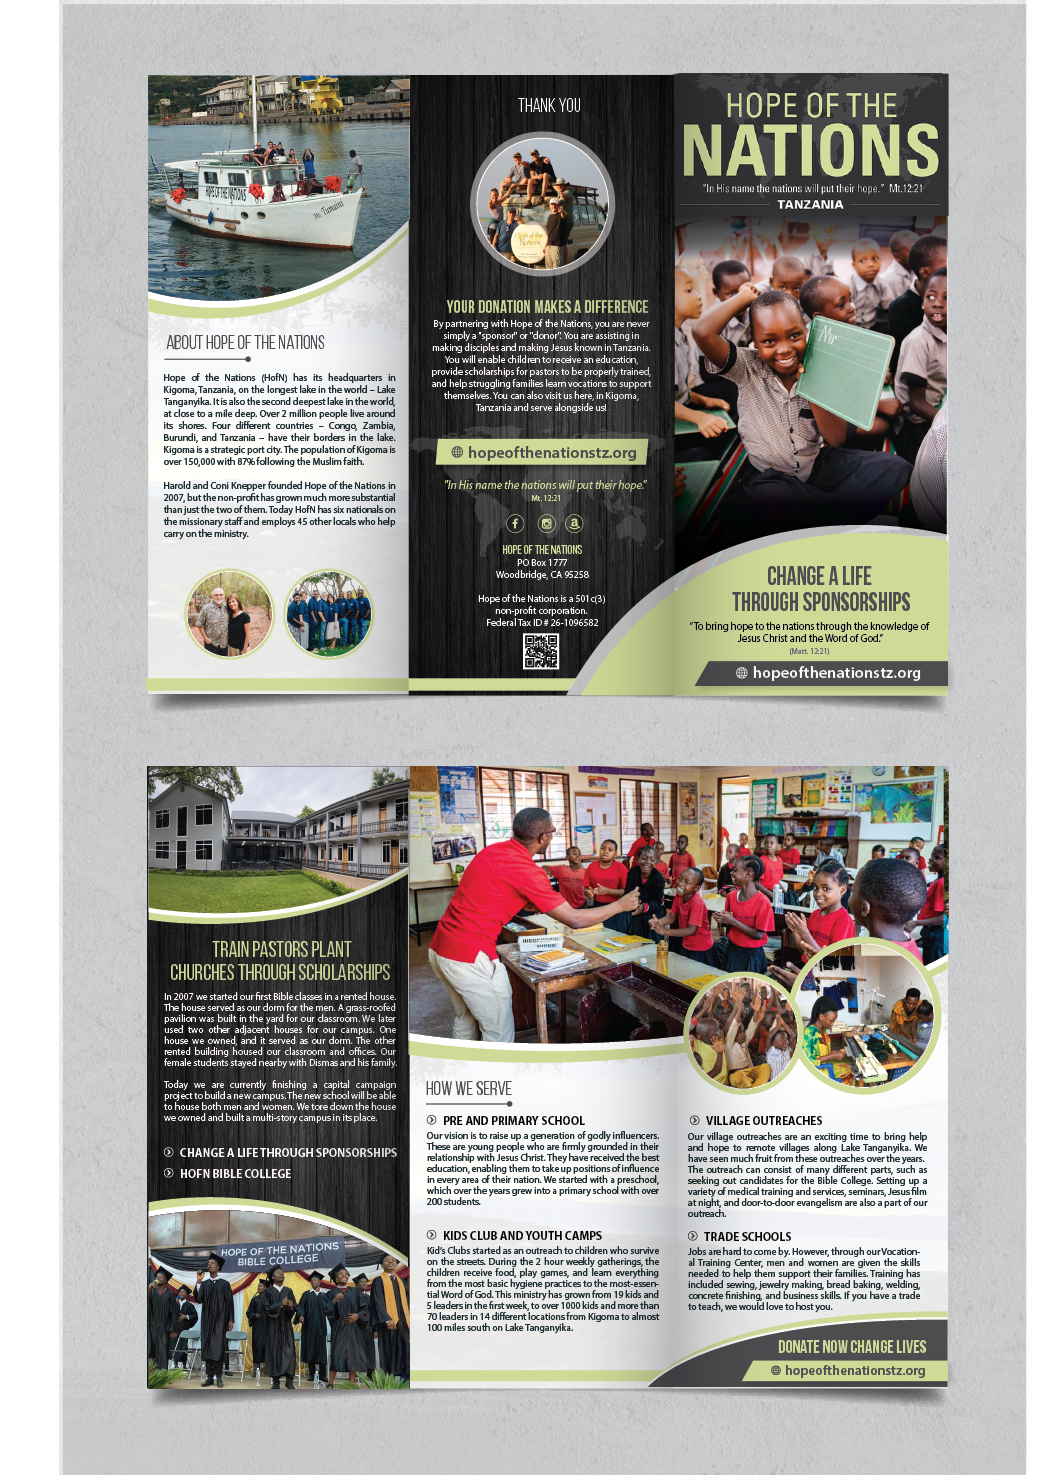 HOPE OF THE NATIONS
Mv. Tumaini
ABOUT HOPE OF THE NATIONS
Hope of the Nations (HofN) has its headquarters in
Kigoma, Tanzania, on the longest lake in the world – Lake
Tanganyika. It is also the second deepest lake in the world,
at close to a mile deep. Over 2 million people live around
its shores. Four different countries – Congo, Zambia,
Burundi, and Tanzania – have their borders in the lake.
Kigoma is a strategic port city. The population of Kigoma is
over 150,000 with 87% following the Muslim faith.
Harold and Coni Knepper founded Hope of the Nations in
2007, but the non-profit has grown much more substantial
than just the two of them. Today HofN has six nationals on
the missionary staff and employs 45 other locals who help
carry on the ministry.
THANK YOU
Hope of the
Nations
YOUR DONATION MAKES A DIFFERENCE
By partnering with Hope of the Nations, you are never
simply a "sponsor" or "donor". You are assisting in
making disciples and making Jesus known in Tanzania.
You will enable children to receive an education,
provide scholarships for pastors to be properly trained,
and help struggling families learn vocations to support
themselves. You can also visit us here, in Kigoma,
Tanzania and serve alongside us!
hopeofthenationstz.org
"In His name the nations will put their hope."
Mt. 12:21
HOPE OF THE NATIONS
PO Box 1777
Woodbridge, CA 95258
Hope of the Nations is a 501c(3)
non-profit corporation.
Federal Tax ID # 26-1096582
HOPE OF THE
NATIONS
"In His name the nations will put their hope." Mt.12:21
TANZANIA
CHANGE A LIFE
THROUGH SPONSORSHIPS
"To bring hope to the nations through the knowledge of
Jesus Christ and the Word of God."
(Matt. 12:21)
hopeofthenationstz.org
TRAIN PASTORS PLANT
CHURCHES THROUGH SCHOLARSHIPS
In 2007 we started our first Bible classes in a rented house.
The house served as our dorm for the men. A grass-roofed
pavilion was built in the yard for our classroom. We later
used two other adjacent houses for our campus. One
house we owned, and it served as our dorm. The other
rented building housed our classroom and offices. Our
female students stayed nearby with Dismas and his family.
Today we are currently finishing a capital campaign
project to build a new campus. The new school will be able
to house both men and women. We tore down the house
we owned and built a multi-story campus in its place.
CHANGE A LIFE THROUGH SPONSORSHIPS
HOFN BIBLE COLLEGE
HOPE OF THE NATIONS
BIBLE COLLEGE
HOW WE SERVE
PRE AND PRIMARY SCHOOL
Our vision is to raise up a generation of godly influencers.
These are young people who are firmly grounded in their
relationship with Jesus Christ. They have received the best
education, enabling them to take up positions of influence
in every area of their nation. We started with a preschool,
which over the years grew into a primary school with over
200 students.
KIDS CLUB AND YOUTH CAMPS
Kid's Clubs started as an outreach to children who survive
on the streets. During the 2 hour weekly gatherings, the
children receive food, play games, and learn everything
from the most basic hygiene practices to the most-essen-
tial Word of God. This ministry has grown from 19 kids and
5 leaders in the first week, to over 1000 kids and more than
70 leaders in 14 different locations from Kigoma to almost
100 miles south on Lake Tanganyika.
VILLAGE OUTREACHES
Our village outreaches are an exciting time to bring help
and hope to remote villages along Lake Tanganyika. We
have seen much fruit from these outreaches over the years.
The outreach can consist of many different parts, such as
seeking out candidates for the Bible College. Setting up a
variety of medical training and services, seminars, Jesus film
at night, and door-to-door evangelism are also a part of our
outreach.
TRADE SCHOOLS
Jobs are hard to come by. However, through our Vocation-
al Training Center, men and women are given the skills
needed to help them support their families. Training has
included sewing, jewelry making, bread baking, welding,
concrete finishing, and business skills. If you have a trade
to teach, we would love to host you.
DONATE NOW CHANGE LIVES
hopeofthenationstz.org